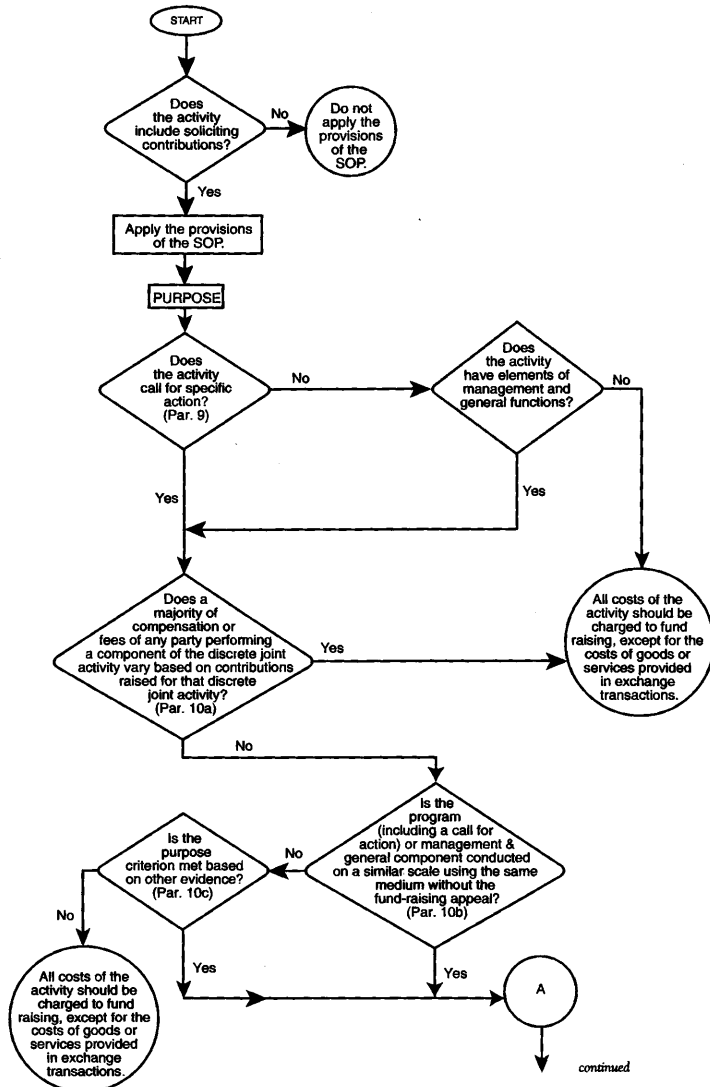 START
Does
the activity
include soliciting
contributions?
No
Do not
apply the
provisions
of the
SOP.
Yes
Apply the provisions
of the SOP.
PURPOSE
Does
the activity
call for specific
action?
(Par. 9)
No
Does
the activity
have elements of
management and
general functions?
No
Yes
Yes
Does a
majority of
compensation or
fees of any party performing
a component of the discrete joint
activity vary based on contributions
raised for that discrete
joint activity?
(Par. 10a)
Yes
All costs of the
activity should be
charged to fund
raising, except for the
costs of goods or
services provided
in exchange
transactions.
No
Is the
program
(including a call for
action) or management &
general component conducted
on a similar scale using the same
medium without the
fund-raising appeal?
(Par. 10b)
No
Is the
purpose
criterion met based
on other evidence?
(Par. 10c)
No
All costs of the
activity should be
charged to fund
raising, except for the
costs of goods or
services provided
in exchange
transactions.
Yes
Yes
A
continued